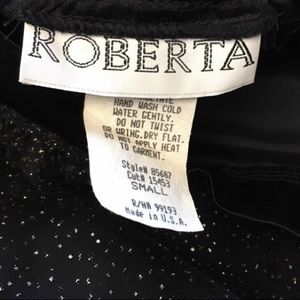 ROBERTA
HAND WASH COLD
WATER GENTLY.
DO NOT TWIST
OR WRING.DRY FLAT.
DO NOT APPLY HEAT
TO GARMENT.
Style# 85687
Cut# 15453
SMALL
R/N# 99193
Made in U.S.A.